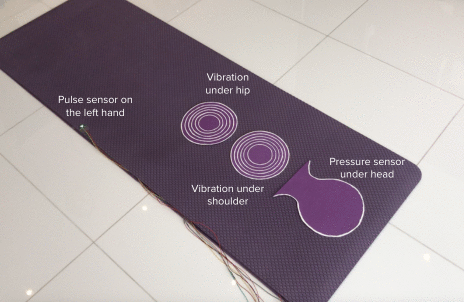 Vibration
under hip
Pulse sensor on
the left hand
Pressure sensor
under head
Vibration under
shoulder